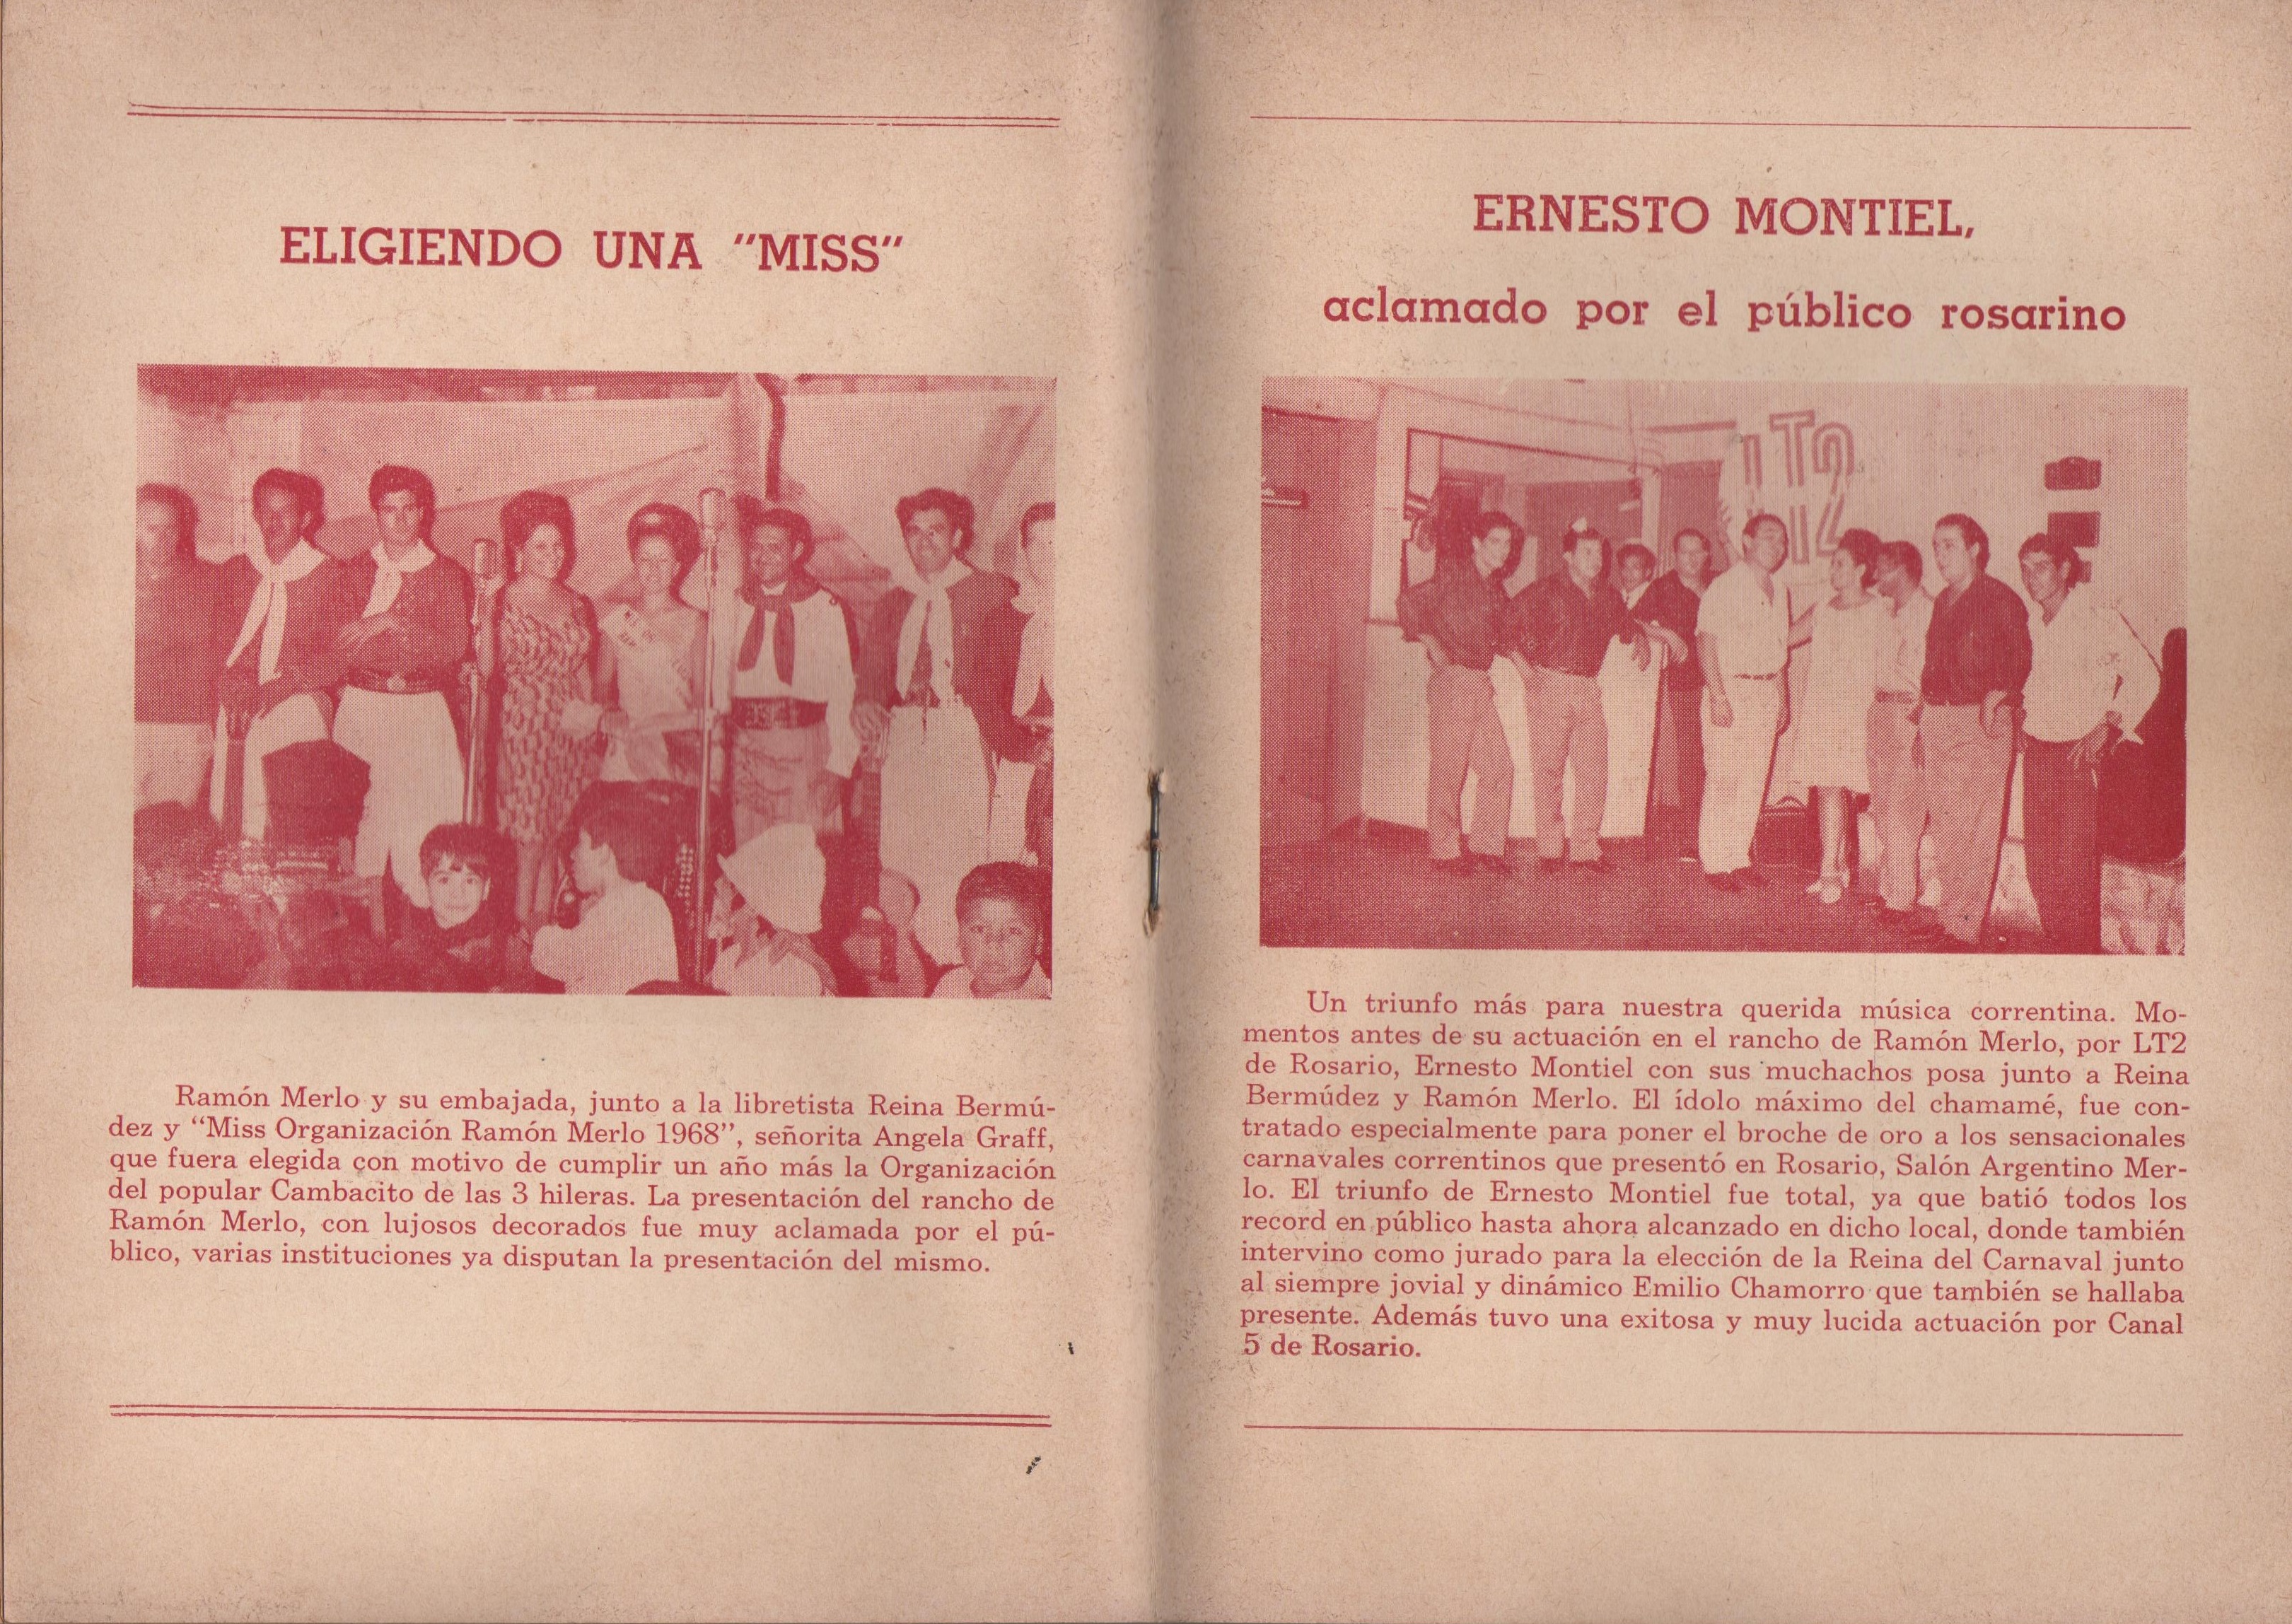 ELIGIENDO UNA "MISS"
Ramón Merlo y su embajada, junto a la libretista Reina Bermú-
dez y “Miss Organización Ramón Merlo 1968”, señorita Angela Graff,
que fuera elegida con motivo de cumplir un año más la Organización
del popular Cambacito de las 3 hileras. La presentación del rancho de
Ramón Merlo, con lujosos decorados fue muy aclamada por el pú-
blico, varias instituciones ya disputan la presentación del mismo.
ERNESTO MONTIEL,
aclamado por el público rosarino
LT2
Un triunfo más para nuestra querida música correntina. Mo-
mentos antes de su actuación en el rancho de Ramón Merlo, por LT2
de Rosario, Ernesto Montiel con sus muchachos posa junto a Reina
Bermúdez y Ramón Merlo. El ídolo máximo del chamamé, fue con-
tratado especialmente para poner el broche de oro a los sensacionales
carnavales correntinos que presentó en Rosario, Salón Argentino Mer-
lo. El triunfo de Ernesto Montiel fue total, ya que batió todos los
record en público hasta ahora alcanzado en dicho local, donde también
intervino como jurado para la elección de la Reina del Carnaval junto
al siempre jovial y dinámico Emilio Chamorro que también se hallaba
presente. Además tuvo una exitosa y muy lucida actuación por Canal
5 de Rosario.